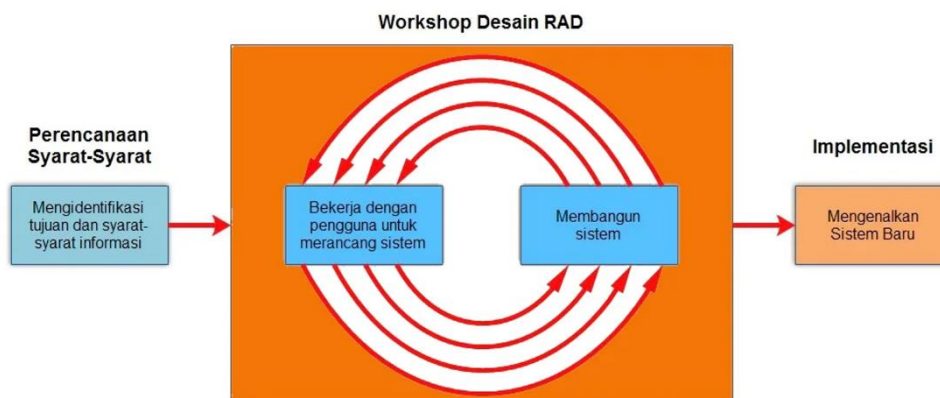 Workshop Desain RAD
Perencanaan
Syarat-Syarat
Mengidentifikasi
tujuan dan syarat-
syarat informasi
Bekerja dengan
pengguna untuk
merancang sistem
Membangun
sistem
Implementasi
Mengenalkan
Sistem Baru